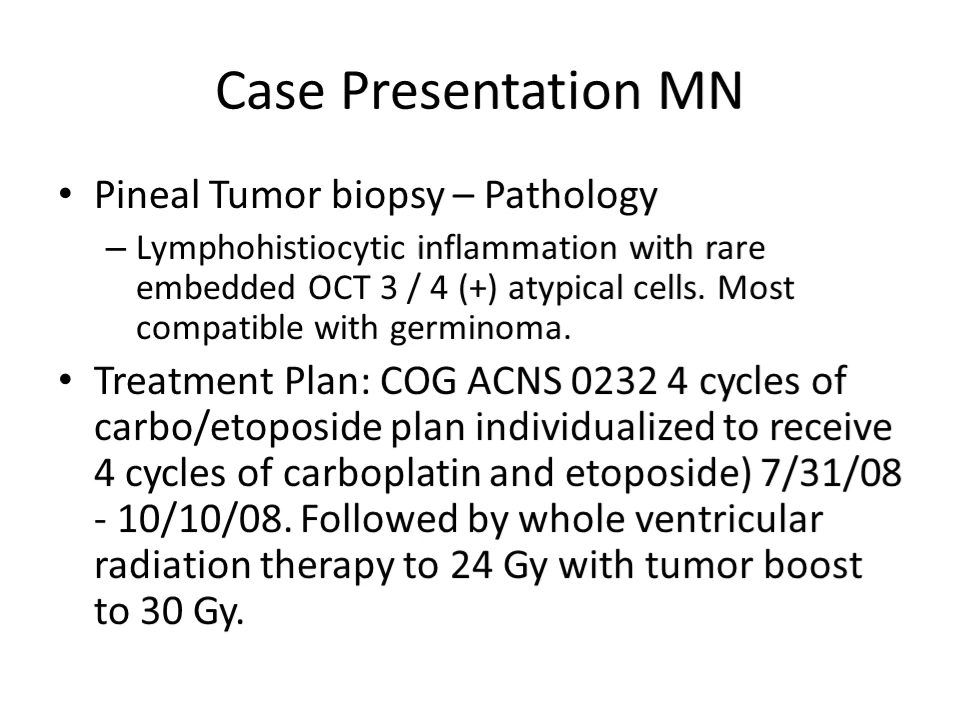 Case Presentation MN
• Pineal Tumor biopsy – Pathology
– Lymphohistiocytic inflammation with rare
embedded OCT 3 / 4 (+) atypical cells. Most
compatible with germinoma.
• Treatment Plan: COG ACNS 0232 4 cycles of
carbo/etoposide plan individualized to receive
4 cycles of carboplatin and etoposide) 7/31/08
- 10/10/08. Followed by whole ventricular
radiation therapy to 24 Gy with tumor boost
to 30 Gy.